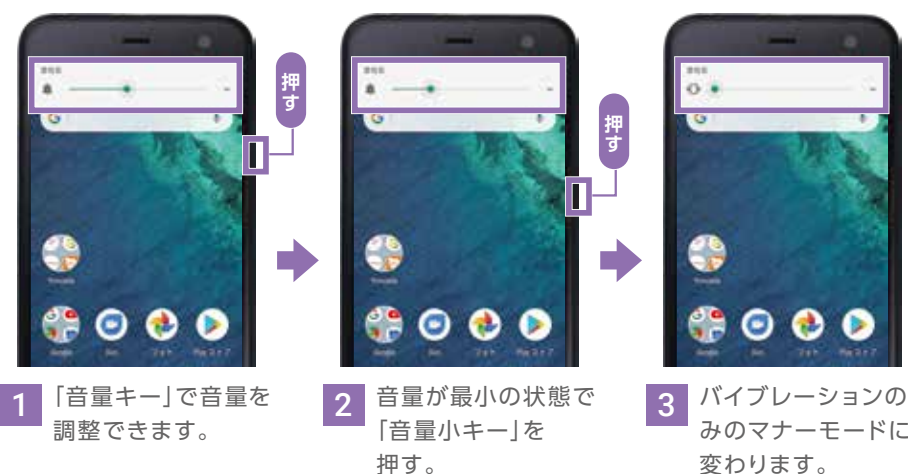 押す
押す
1
「音量キー」で音量を
調整できます。
2
音量が最小の状態で
「音量小キー」を
押す。
3
バイブレーションの
みのマナーモードに
変わります。